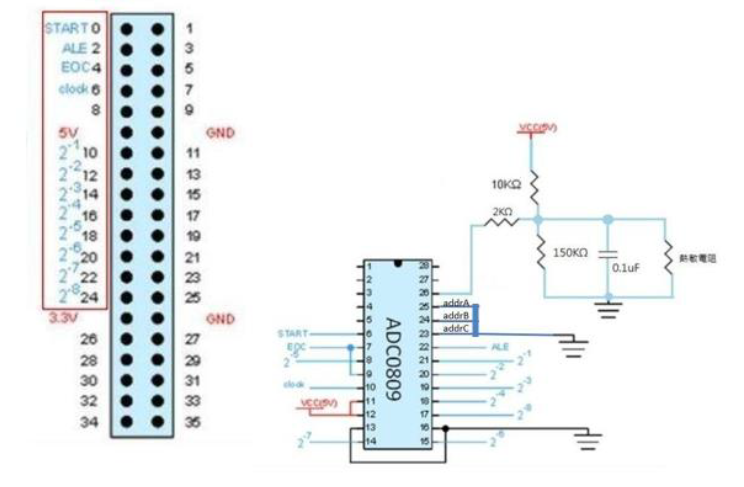 START 0 1
ALE 2 3
EOC 4 5
clock 6 7
8 9
5V GND
2-1 10 11
2-2 12 13
2-3 14 15
2-4 16 17
2-5 18 19
2-6 20 21
2-7 22 23
2-8 24 25
3.3V GND
26 27
28 29
30 31
32 33
34 35
VCC(5V)
10KΩ
2KΩ
150KΩ
0.1uF
熱敏電阻
ADC0809
1 28
2 27
3 26
4 25 addrA
5 24 addrB
START 6 23 addrC
EOC 7 22 ALE
2-5 8 21 2-1
9 20 2-2
clock 10 19 2-3
VCC(5V) 11 18 2-4
12 17 2-8
13 16
2-7 14 15 2-6